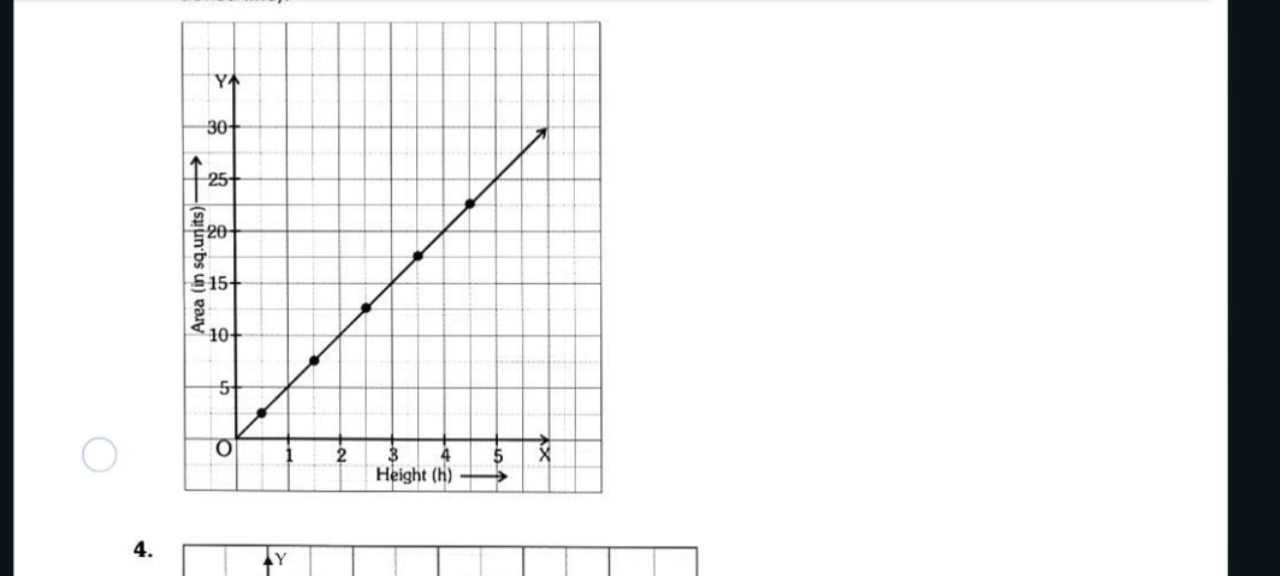 Y
30
25
20
15
10
5
Area (in sq.units)
O
1 2 3 4 5 X
Height (h)
4.
Y